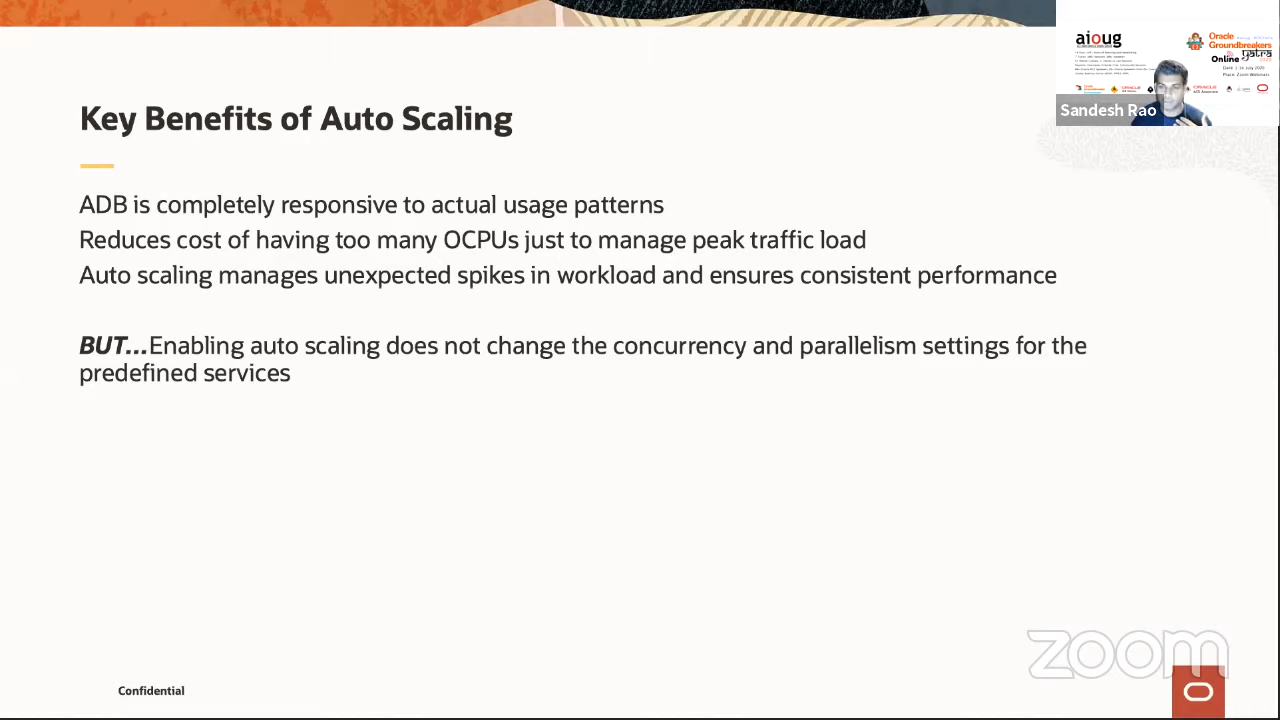 Key Benefits of Auto Scaling
ADB is completely responsive to actual usage patterns
Reduces cost of having too many OCPUs just to manage peak traffic load
Auto scaling manages unexpected spikes in workload and ensures consistent performance
BUT...Enabling auto scaling does not change the concurrency and parallelism settings for the
predefined services
Confidential
zoom
aioug
Oracle
Groundbreakers
yatra
Online
2020
Sandesh Rao